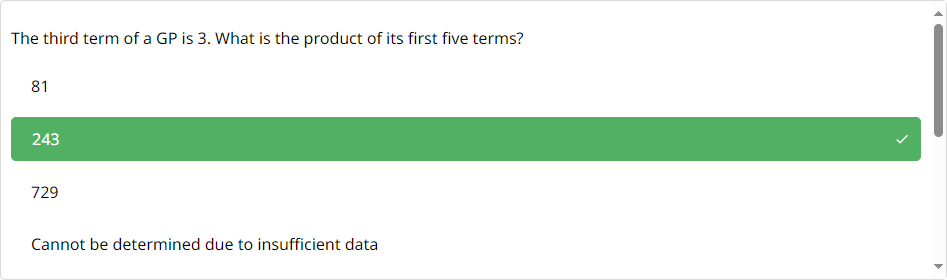 The third term of a GP is 3. What is the product of its first five terms?
81
243
729
Cannot be determined due to insufficient data